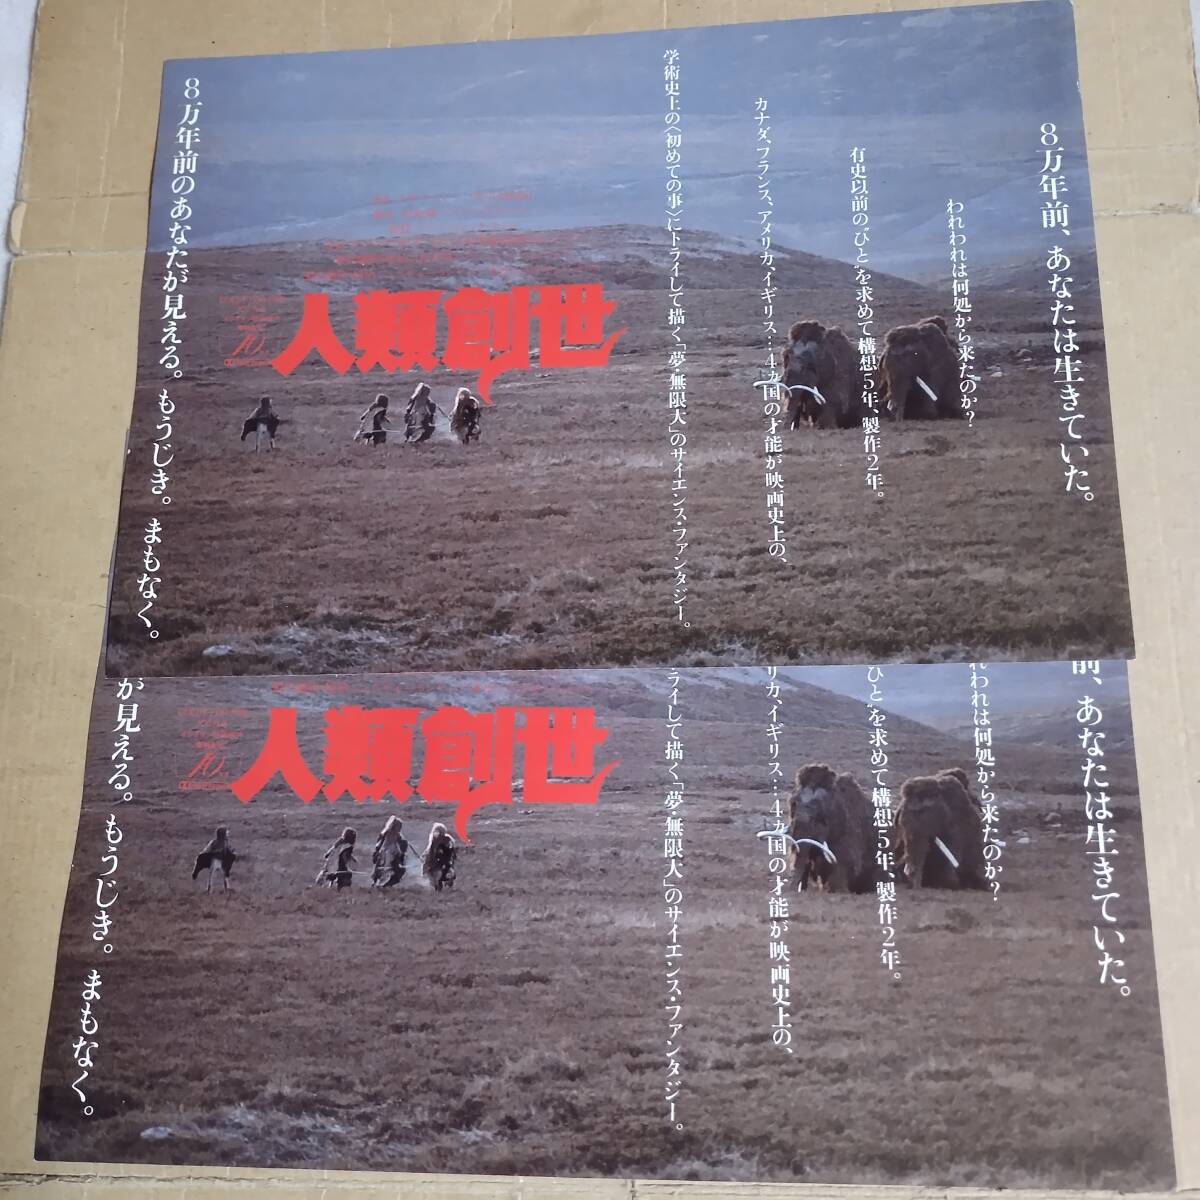 8万年前、あなたは生きていた。
われわれは何処から来たのか?
有史以前の“ひと”を求めて構想5年、製作2年。
カナダ、フランス、アメリカ、イギリス…4ヵ国の才能が映画史上の、
学術史上の〈初めての事〉にトライして描く「夢・無限大」のサイエンス・ファンタジー。
人類創世
8万年前のあなたが見える。もうじき。まもなく。
前、あなたは生きていた。
れわれは何処から来たのか?
ひと”を求めて構想5年、製作2年。
リカ、イギリス…4ヵ国の才能が映画史上の、
ライして描く「夢・無限大」のサイエンス・ファンタジー。
人類創世
が見える。もうじき。まもなく。